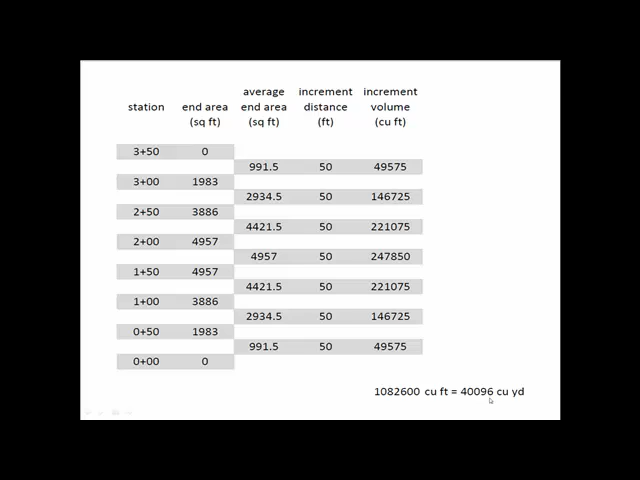 average increment increment
station end area end area distance volume
(sq ft) (sq ft) (ft) (cu ft)
3+50 0
991.5 50 49575
3+00 1983
2934.5 50 146725
2+50 3886
4421.5 50 221075
2+00 4957
4957 50 247850
1+50 4957
4421.5 50 221075
1+00 3886
2934.5 50 146725
0+50 1983
991.5 50 49575
0+00 0
1082600 cu ft = 40096 cu yd